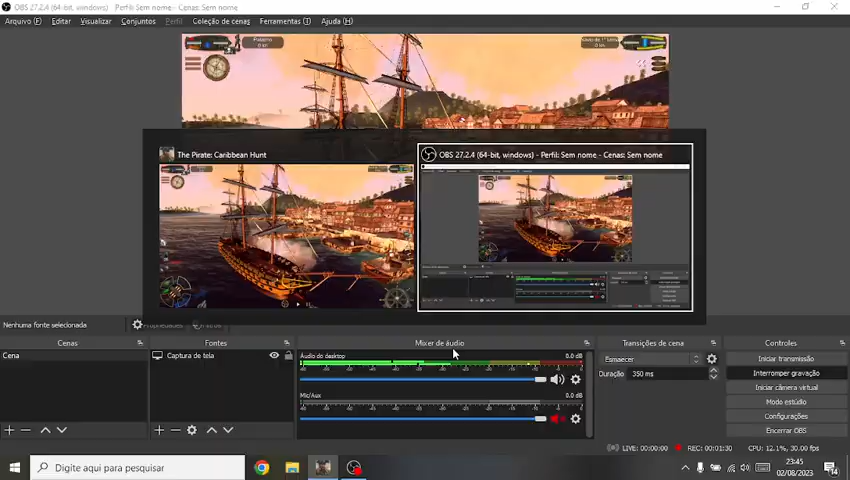 OBS 27.2.4 (64-bit, windows) - Perfil: Sem nome - Cenas: Sem nome
Arquivo (F) Editar Visualizar Conjuntos Perfil Coleção de cenas Ferramentas (T) Ajuda (H)
The Pirate: Caribbean Hunt
OBS 27.2.4 (64-bit, windows) - Perfil: Sem nome - Cenas: Sem nome
Nenhuma fonte selecionada Propriedades Filtros
Cenas Fontes Mixer de áudio Transições de cena Controles
Cena Captura de tela Áudio do desktop 0.0 dB Esmaecer Iniciar transmissão
Duração 350 ms Interromper gravação
Iniciar câmera virtual
Mic/Aux 0.0 dB Modo estúdio
Configurações
Encerrar OBS
LIVE: 00:00:00 REC: 00:01:30 CPU: 12.1%, 30.00 fps
Digite aqui para pesquisar
23:45
02/08/2023